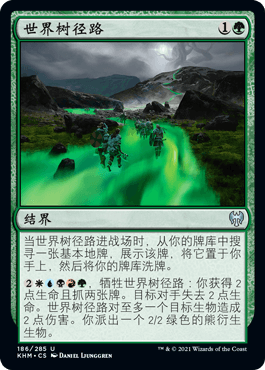 世界树径路 1
结界
当世界树径路进战场时，从你的牌库中搜
寻一张基本地牌，展示该牌，将它置于你
手上，然后将你的牌库洗牌。
2，牺牲世界树径路：你获得2
点生命且抓两张牌。目标对手失去2点生
命。世界树径路对至多一个目标生物造成
2点伤害。你派出一个2/2绿色的熊衍生
生物。
186/285 U
KHM • CS DANIEL LJUNGGREN
™ & © 2021 Wizards of the Coast